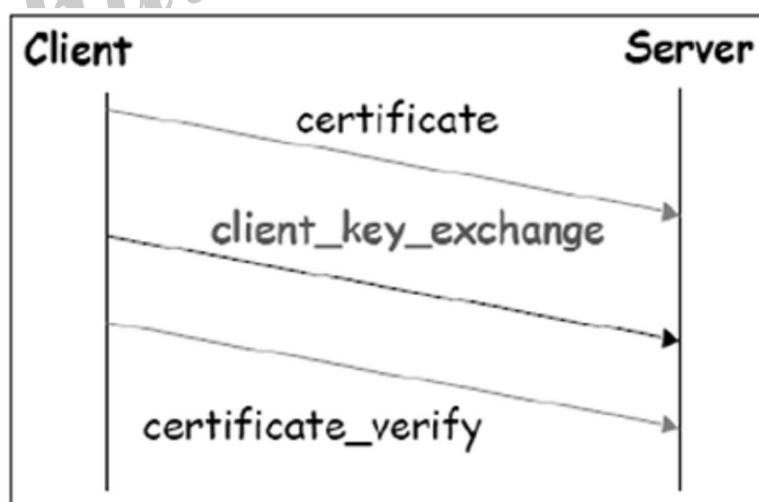 Client
Server
certificate
client_key_exchange
certificate_verify